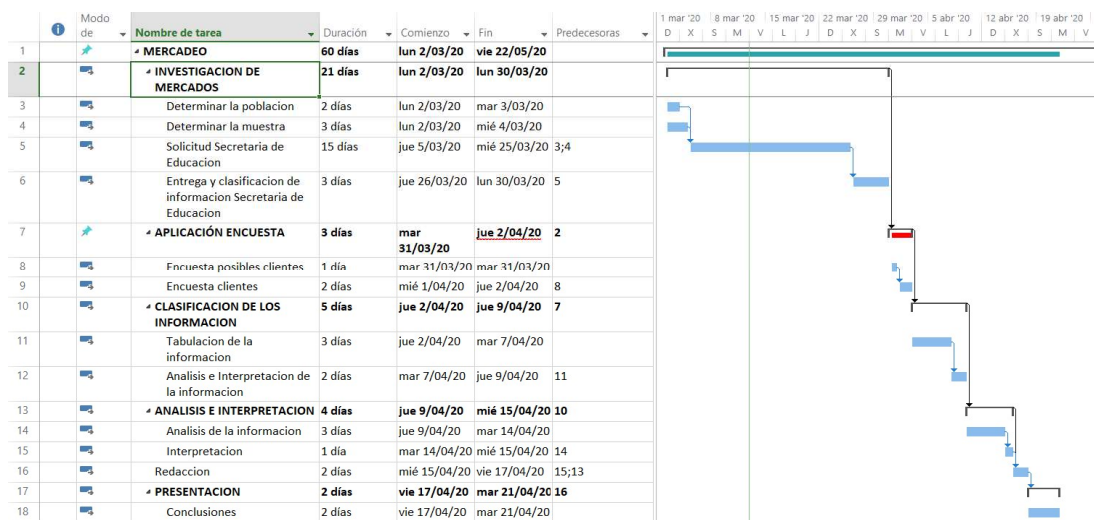 Modo de Nombre de tarea Duración Comienzo Fin Predecesoras
1 mar '20 8 mar '20 15 mar '20 22 mar '20 29 mar '20 5 abr '20 12 abr '20 19 abr '20
D X S M V L J D X S M V L J D X S M V
1 MERCADEO 60 días lun 2/03/20 vie 22/05/20
2 INVESTIGACION DE 21 días lun 2/03/20 lun 30/03/20
MERCADOS
3 Determinar la poblacion 2 días lun 2/03/20 mar 3/03/20
4 Determinar la muestra 3 días lun 2/03/20 mié 4/03/20
5 Solicitud Secretaria de 15 días jue 5/03/20 mié 25/03/20 3;4
Educacion
6 Entrega y clasificacion de 3 días jue 26/03/20 lun 30/03/20 5
informacion Secretaria de
Educacion
7 APLICACIÓN ENCUESTA 3 días mar jue 2/04/20 2
31/03/20
8 Encuesta posibles clientes 1 día mar 31/03/20 mar 31/03/20
9 Encuesta clientes 2 días mié 1/04/20 jue 2/04/20 8
10 CLASIFICACION DE LOS 5 días jue 2/04/20 jue 9/04/20 7
INFORMACION
11 Tabulacion de la 3 días jue 2/04/20 mar 7/04/20
informacion
12 Analisis e Interpretacion de 2 días mar 7/04/20 jue 9/04/20 11
la informacion
13 ANALISIS E INTERPRETACION 4 días jue 9/04/20 mié 15/04/20 10
14 Analisis de la informacion 3 días jue 9/04/20 mar 14/04/20
15 Interpretacion 1 día mar 14/04/20 mié 15/04/20 14
16 Redaccion 2 días mié 15/04/20 vie 17/04/20 15;13
17 PRESENTACION 2 días vie 17/04/20 mar 21/04/20 16
18 Conclusiones 2 días vie 17/04/20 mar 21/04/20